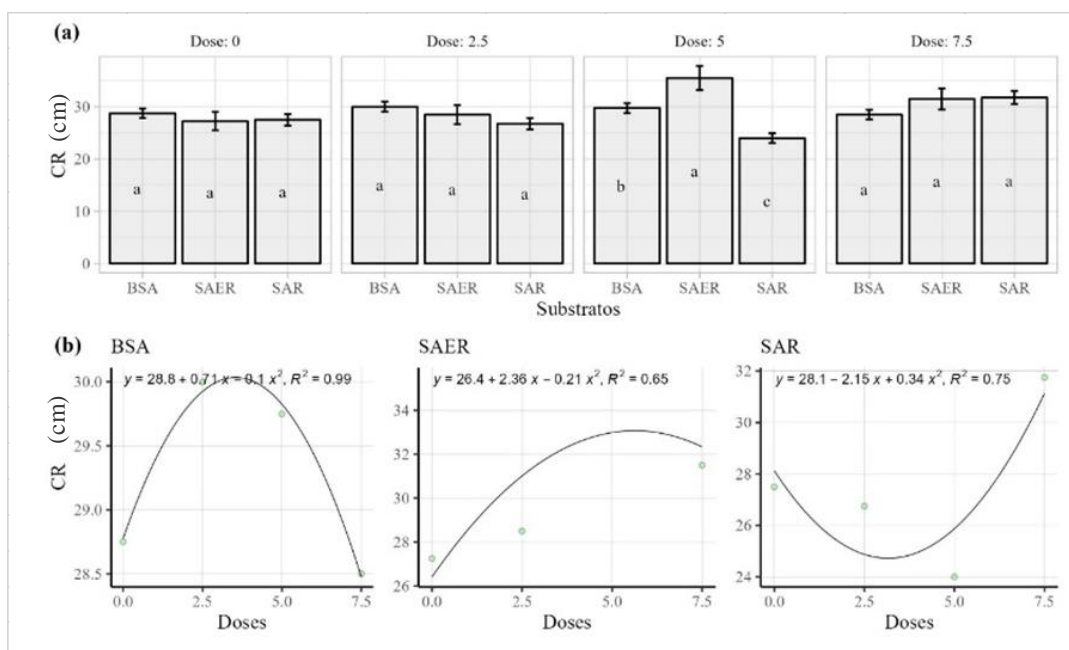 (a)
Dose: 0 Dose: 2.5 Dose: 5 Dose: 7.5
CR (cm)
30
20
10
0
a a a a a a b a c a a a
BSA SAER SAR BSA SAER SAR BSA SAER SAR BSA SAER SAR
Substratos
(b) BSA SAER SAR
y = 28.8 + 0.71 x − 0.1 x², R² = 0.99
y = 26.4 + 2.36 x − 0.21 x², R² = 0.65
y = 28.1 − 2.15 x + 0.34 x², R² = 0.75
CR (cm)
30.0
29.5
29.0
28.5
34
32
30
28
26
32
30
28
26
24
0.0 2.5 5.0 7.5 0.0 2.5 5.0 7.5 0.0 2.5 5.0 7.5
Doses Doses Doses